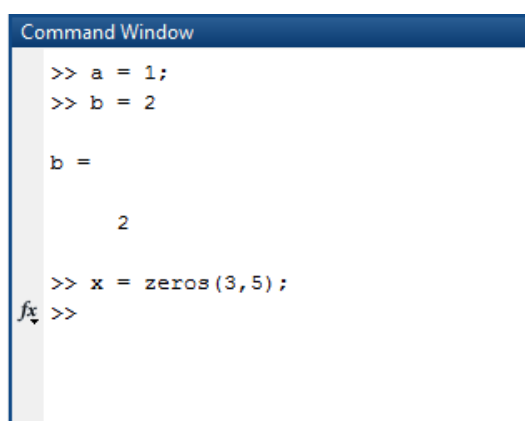 Command Window
>> a = 1;
>> b = 2
b =
2
>> x = zeros(3,5);
fx >>